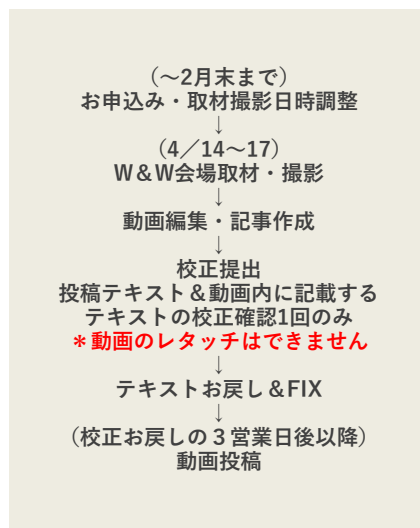 （～2月末まで）
お申込み・取材撮影日時調整
↓
（4／14～17）
W＆W会場取材・撮影
↓
動画編集・記事作成
↓
校正提出
投稿テキスト＆動画内に記載する
テキストの校正確認1回のみ
＊動画のレタッチはできません
↓
テキストお戻し＆FIX
↓
（校正お戻しの３営業日後以降）
動画投稿